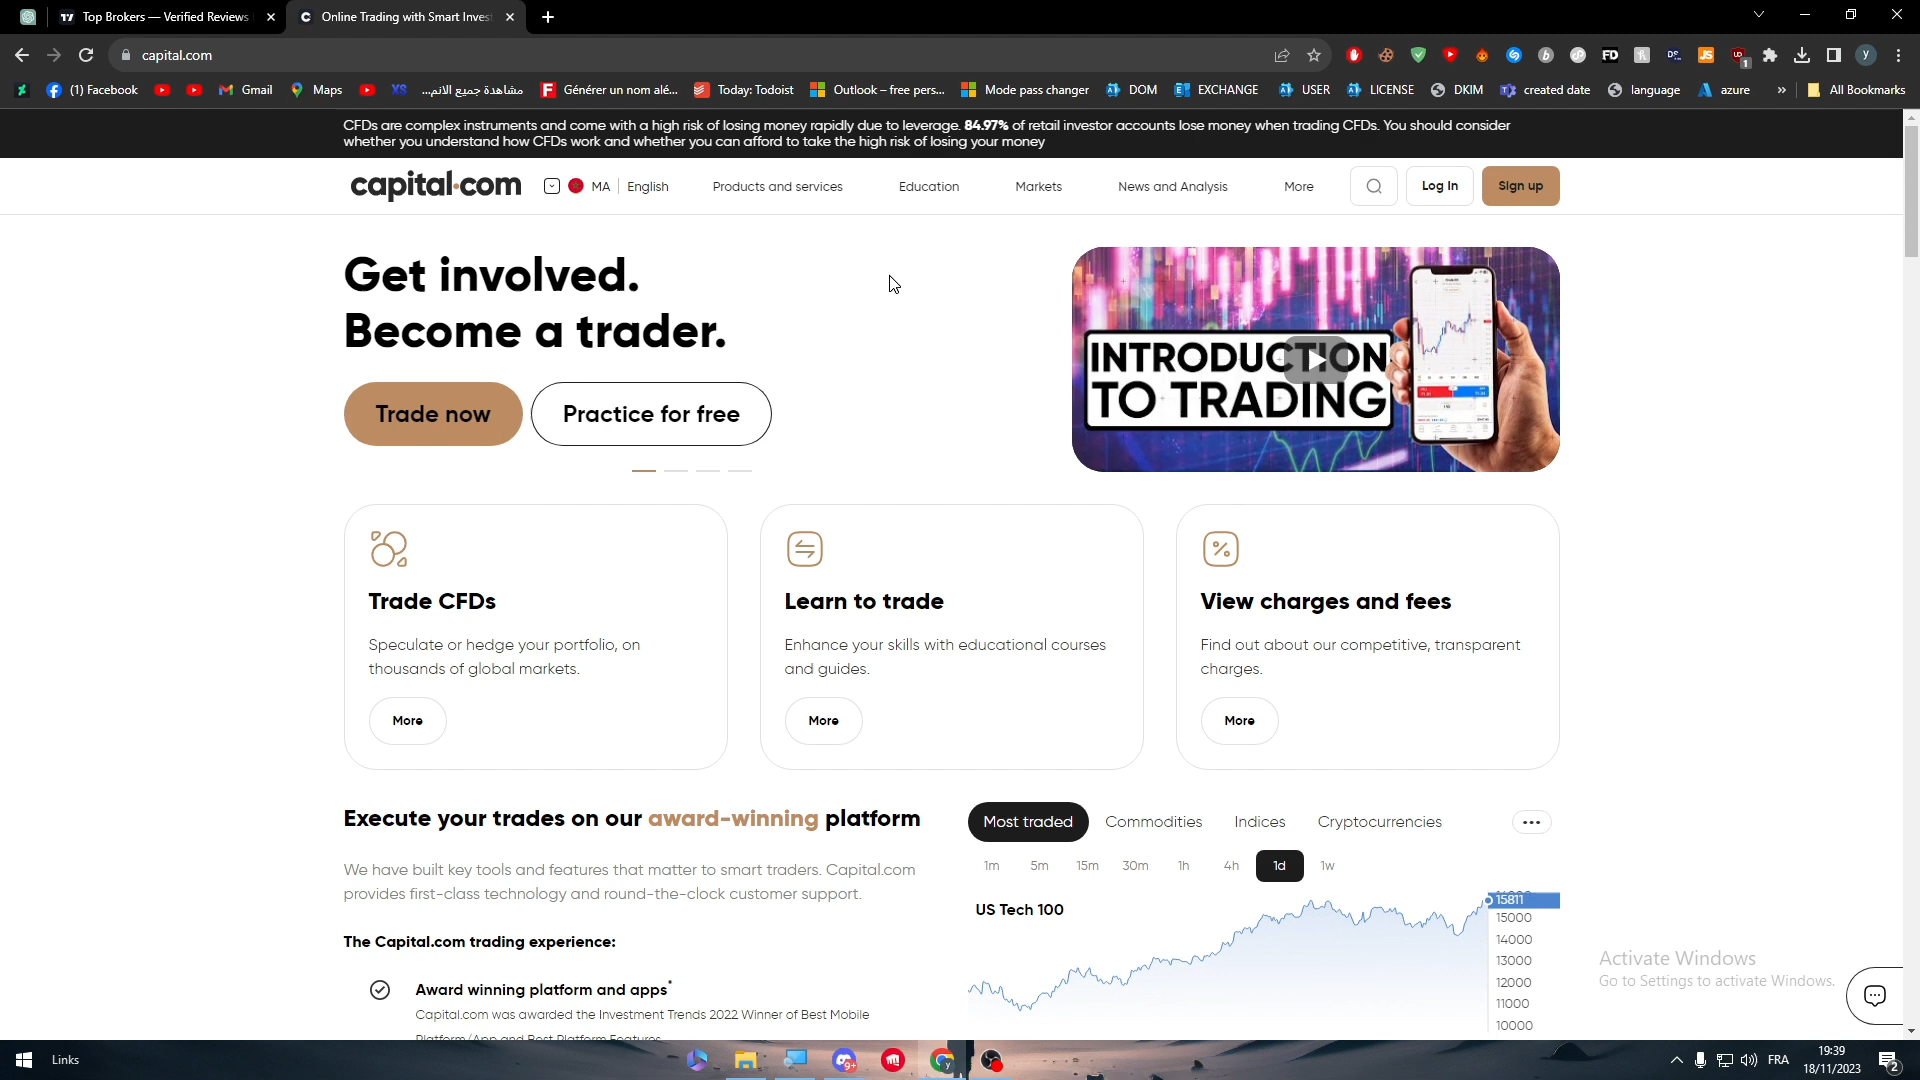 Top Brokers — Verified Reviews
Online Trading with Smart Invest
capital.com
(1) Facebook
Gmail
Maps
XS
مشاهدة جميع الانم...
Générer un nom alé...
Today: Todoist
Outlook – free pers...
Mode pass changer
DOM
EXCHANGE
USER
LICENSE
DKIM
created date
language
azure
»
All Bookmarks
CFDs are complex instruments and come with a high risk of losing money rapidly due to leverage. 84.97% of retail investor accounts lose money when trading CFDs. You should consider
whether you understand how CFDs work and whether you can afford to take the high risk of losing your money
capital.com
MA
English
Products and services
Education
Markets
News and Analysis
More
Log In
Sign up
Get involved.
Become a trader.
Trade now
Practice for free
INTRODUCTION
TO TRADING
Trade CFDs
Speculate or hedge your portfolio, on
thousands of global markets.
More
Learn to trade
Enhance your skills with educational courses
and guides.
More
View charges and fees
Find out about our competitive, transparent
charges.
More
Execute your trades on our award-winning platform
We have built key tools and features that matter to smart traders. Capital.com
provides first-class technology and round-the-clock customer support.
The Capital.com trading experience:
Award winning platform and apps*
Capital.com was awarded the Investment Trends 2022 Winner of Best Mobile
Platform/App and Best Platform Features
Most traded
Commodities
Indices
Cryptocurrencies
1m
5m
15m
30m
1h
4h
1d
1w
US Tech 100
15811
15000
14000
13000
12000
11000
10000
Activate Windows
Go to Settings to activate Windows.
Links
FRA
19:39
18/11/2023
2